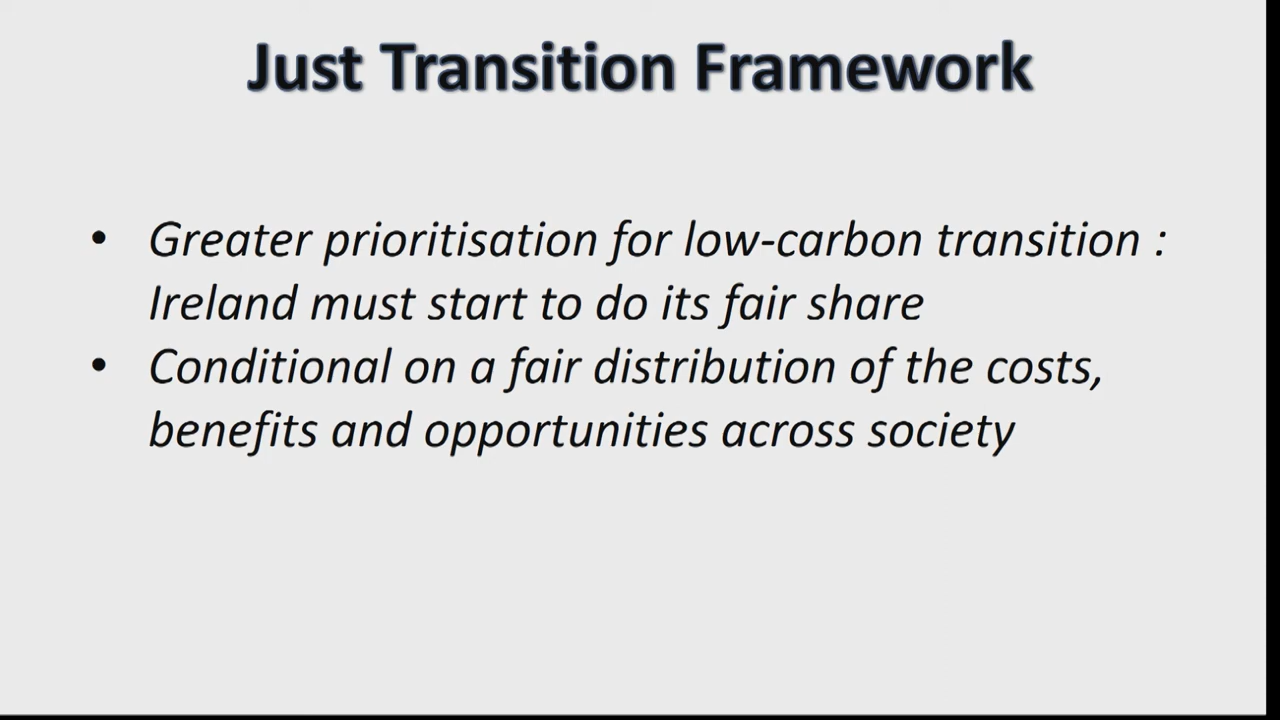 Just Transition Framework
• Greater prioritisation for low-carbon transition :
Ireland must start to do its fair share
• Conditional on a fair distribution of the costs,
benefits and opportunities across society